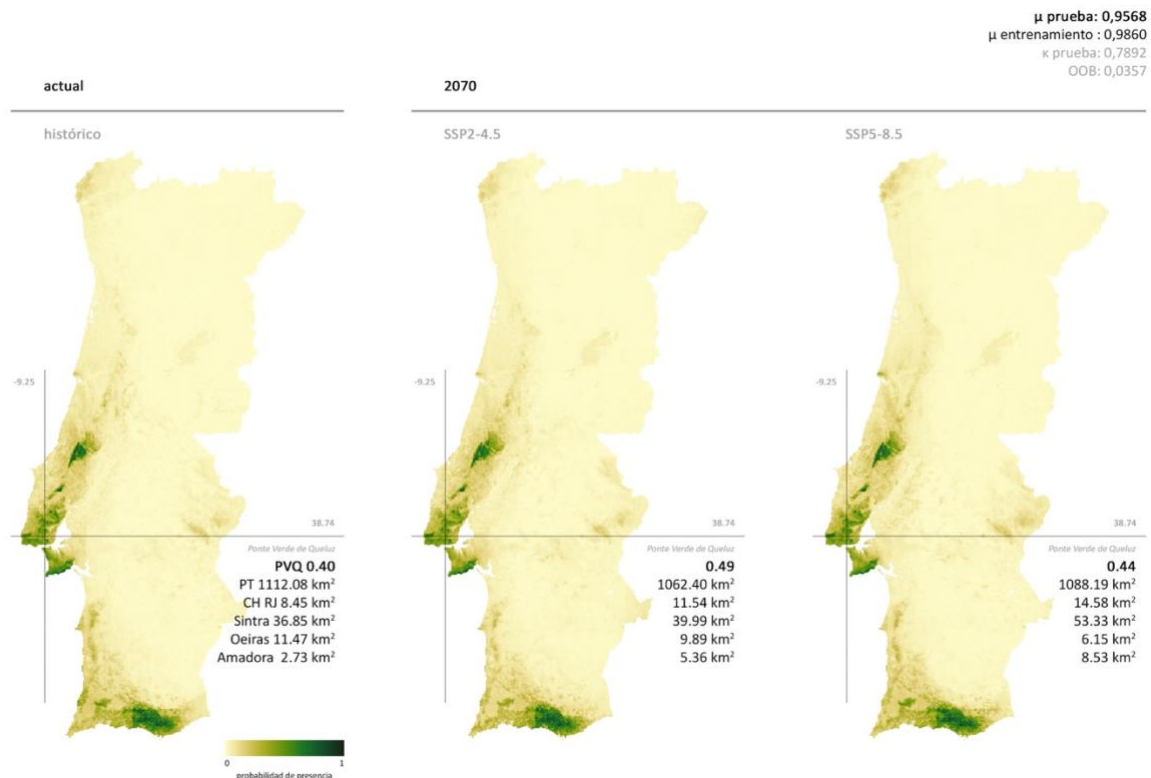 μ prueba: 0,9568
μ entrenamiento : 0,9860
κ prueba: 0,7892
OOB: 0,0357
actual
2070
histórico
SSP2-4.5
SSP5-8.5
-9.25
-9.25
-9.25
38.74
38.74
38.74
Ponte Verde de Queluz
PVQ 0.40
PT 1112.08 km²
CH RJ 8.45 km²
Sintra 36.85 km²
Oeiras 11.47 km²
Amadora 2.73 km²
Ponte Verde de Queluz
0.49
1062.40 km²
11.54 km²
39.99 km²
9.89 km²
5.36 km²
Ponte Verde de Queluz
0.44
1088.19 km²
14.58 km²
53.33 km²
6.15 km²
8.53 km²
0 1
probabilidad de presencia